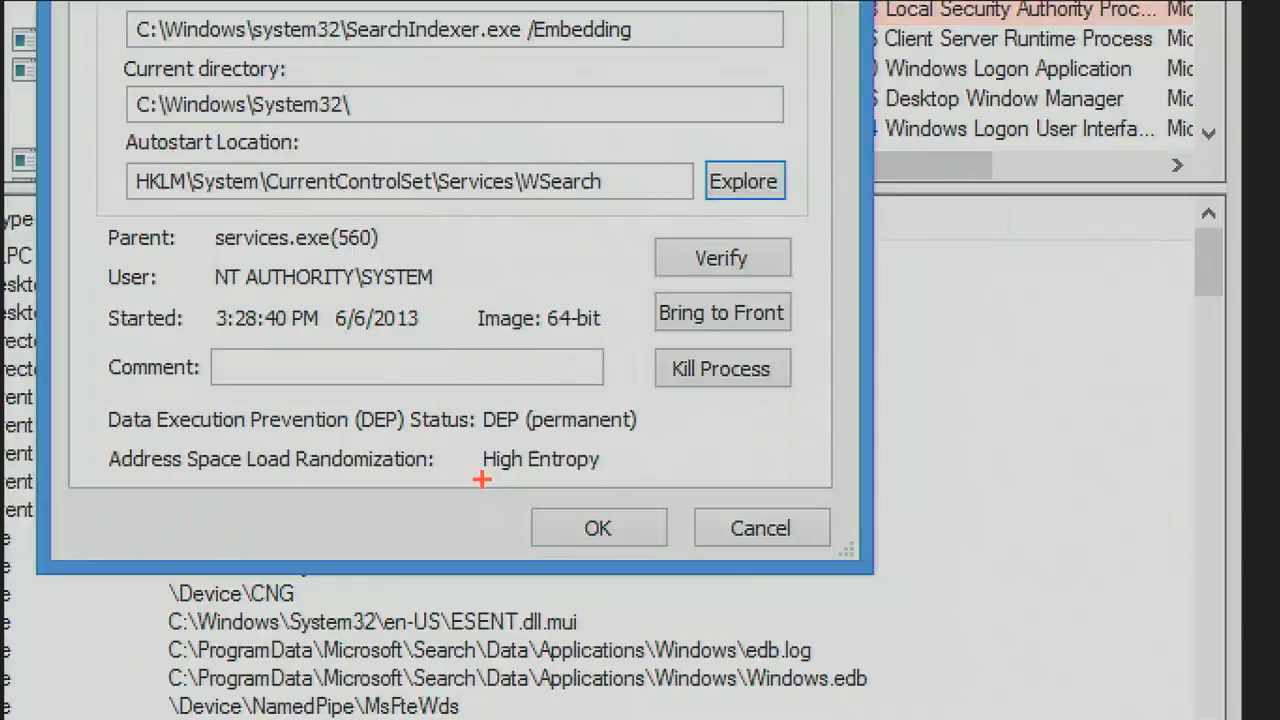 C:\Windows\system32\SearchIndexer.exe /Embedding
Current directory:
C:\Windows\System32\
Autostart Location:
HKLM\System\CurrentControlSet\Services\WSearch
Explore
Parent: services.exe(560)
User: NT AUTHORITY\SYSTEM
Started: 3:28:40 PM 6/6/2013 Image: 64-bit
Comment:
Verify
Bring to Front
Kill Process
Data Execution Prevention (DEP) Status: DEP (permanent)
Address Space Load Randomization: High Entropy
OK Cancel
Local Security Authority Proc... Mic
Client Server Runtime Process Mic
Windows Logon Application Mic
Desktop Window Manager Mic
Windows Logon User Interfa... Mic
\Device\CNG
C:\Windows\System32\en-US\ESENT.dll.mui
C:\ProgramData\Microsoft\Search\Data\Applications\Windows\edb.log
C:\ProgramData\Microsoft\Search\Data\Applications\Windows\Windows.edb
\Device\NamedPipe\MsFteWds